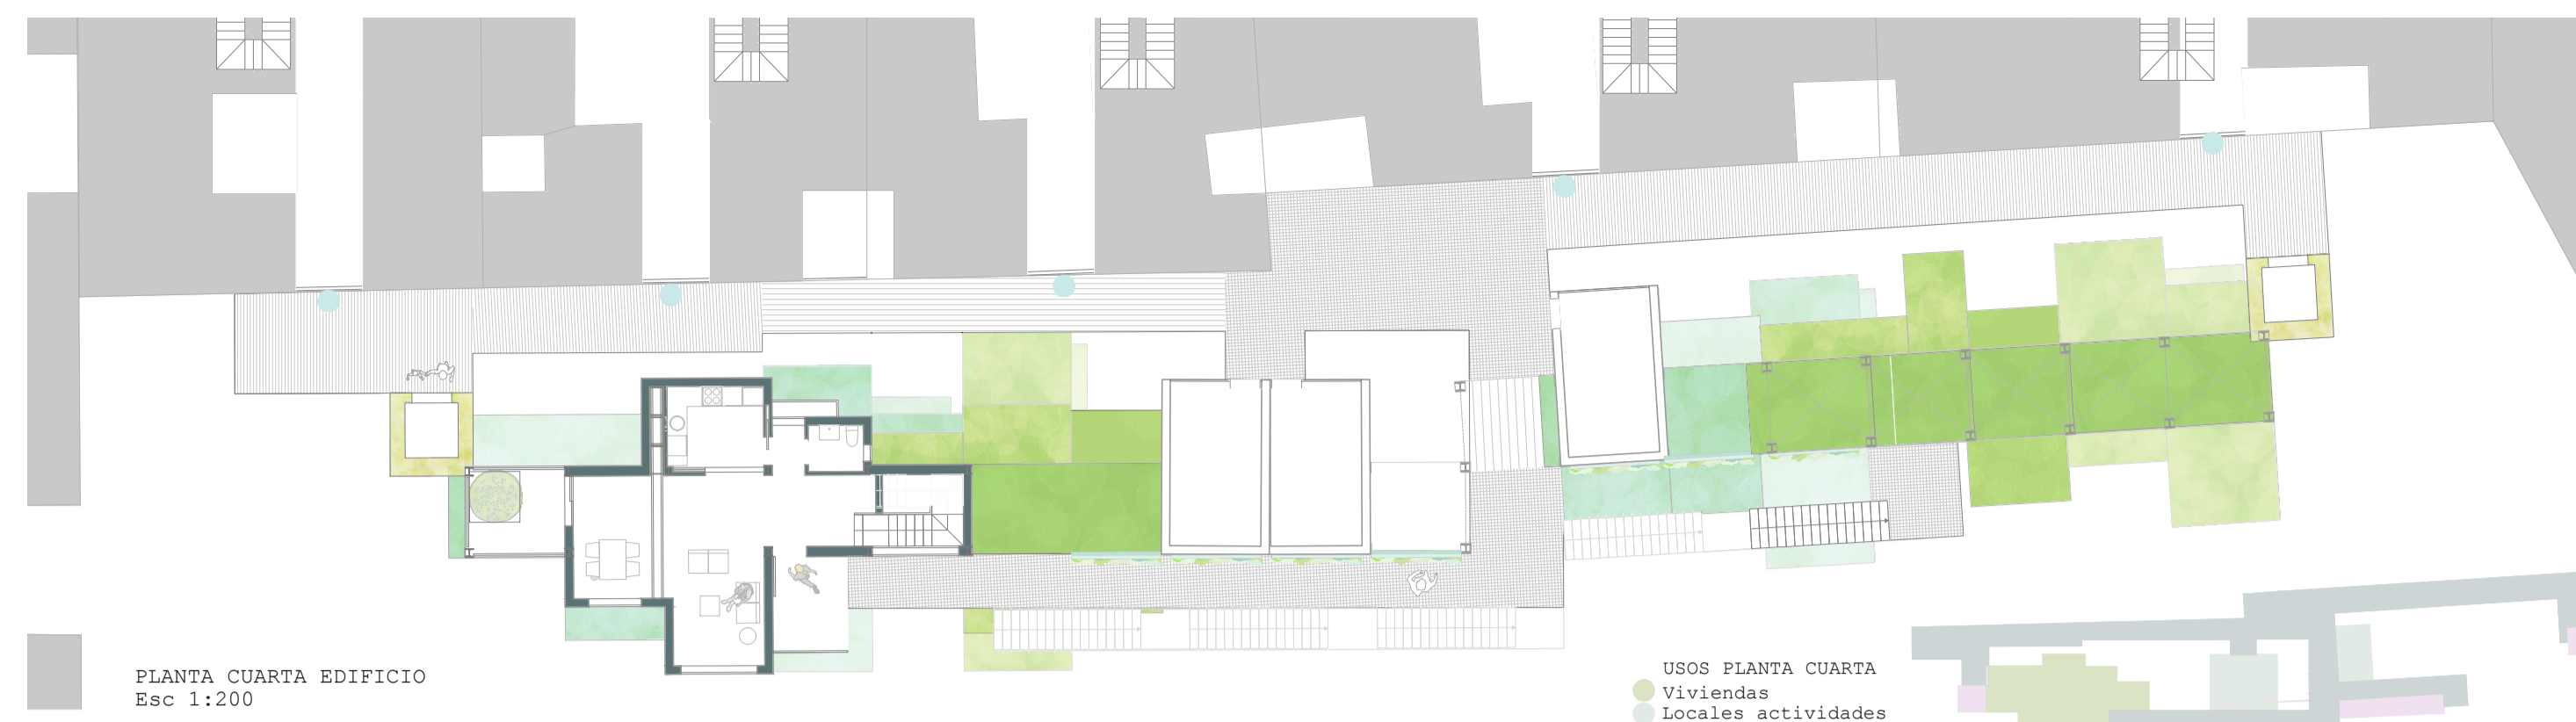 PLANTA CUARTA EDIFICIO
Esc 1:200
USOS PLANTA CUARTA
Viviendas
Locales actividades